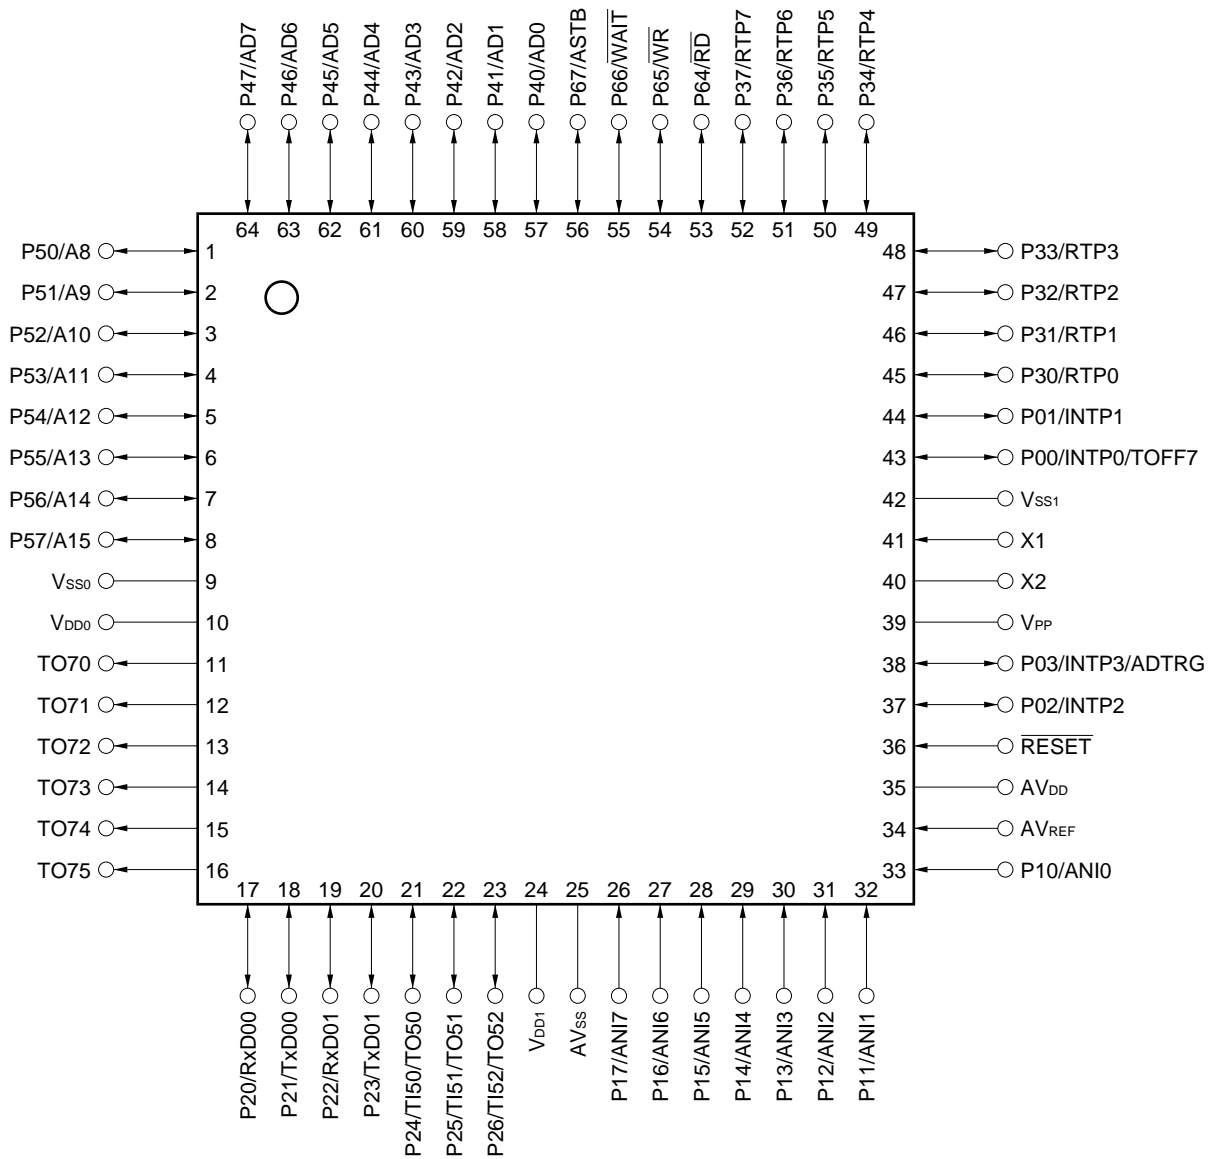 P47/AD7
P46/AD6
P45/AD5
P44/AD4
P43/AD3
P42/AD2
P41/AD1
P40/AD0
P67/ASTB
P66/WAIT
P65/WR
P64/RD
P37/RTP7
P36/RTP6
P35/RTP5
P34/RTP4
64 63 62 61 60 59 58 57 56 55 54 53 52 51 50 49
P50/A8 1 48 P33/RTP3
P51/A9 2 47 P32/RTP2
P52/A10 3 46 P31/RTP1
P53/A11 4 45 P30/RTP0
P54/A12 5 44 P01/INTP1
P55/A13 6 43 P00/INTP0/TOFF7
P56/A14 7 42 VSS1
P57/A15 8 41 X1
VSS0 9 40 X2
VDD0 10 39 VPP
TO70 11 38 P03/INTP3/ADTRG
TO71 12 37 P02/INTP2
TO72 13 36 RESET
TO73 14 35 AVDD
TO74 15 34 AVREF
TO75 16 33 P10/ANI0
17 18 19 20 21 22 23 24 25 26 27 28 29 30 31 32
P20/RxD00
P21/TxD00
P22/RxD01
P23/TxD01
P24/TI50/TO50
P25/TI51/TO51
P26/TI52/TO52
VDD1
AVSS
P17/ANI7
P16/ANI6
P15/ANI5
P14/ANI4
P13/ANI3
P12/ANI2
P11/ANI1